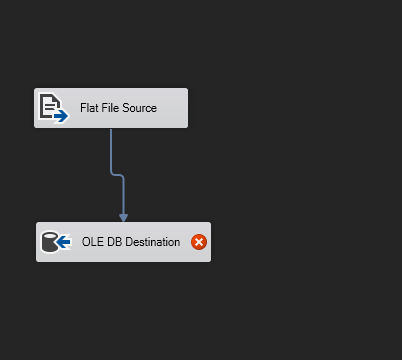 Flat File Source
OLE DB Destination